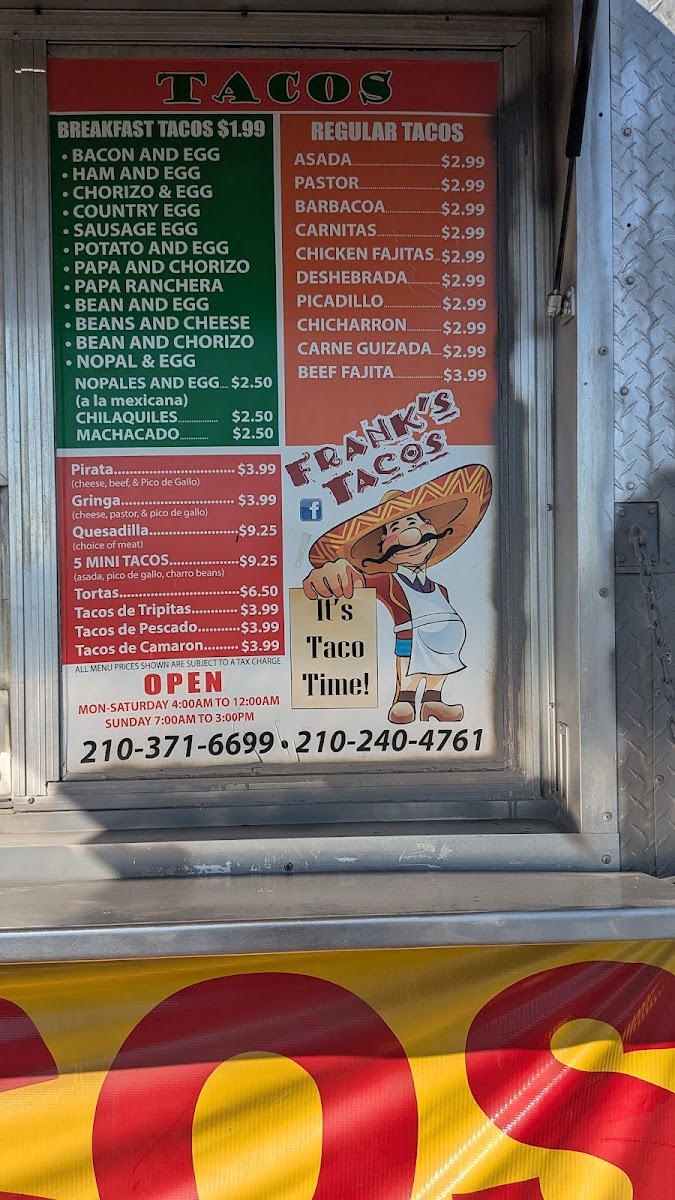 TACOS
BREAKFAST TACOS $1.99
• BACON AND EGG
• HAM AND EGG
• CHORIZO & EGG
• COUNTRY EGG
• SAUSAGE EGG
• POTATO AND EGG
• PAPA AND CHORIZO
• PAPA RANCHERA
• BEAN AND EGG
• BEANS AND CHEESE
• BEAN AND CHORIZO
• NOPAL & EGG
NOPALES AND EGG.... $2.50
(a la mexicana)
CHILAQUILES.................. $2.50
MACHACADO............. $2.50
REGULAR TACOS
ASADA........................$2.99
PASTOR......................$2.99
BARBACOA................$2.99
CARNITAS..................$2.99
CHICKEN FAJITAS..$2.99
DESHEBRADA..........$2.99
PICADILLO.................$2.99
CHICHARRON...........$2.99
CARNE GUIZADA...$2.99
BEEF FAJITA..............$3.99
Pirata............................ $3.99
(cheese, beef, & Pico de Gallo)
Gringa.......................... $3.99
(cheese, pastor, & pico de gallo)
Quesadilla.....................$9.25
(choice of meat)
5 MINI TACOS................$9.25
(asada, pico de gallo, charro beans)
Tortas............................$6.50
Tacos de Tripitas........... $3.99
Tacos de Pescado..........$3.99
Tacos de Camaron........ $3.99
ALL MENU PRICES SHOWN ARE SUBJECT TO A TAX CHARGE
OPEN
MON-SATURDAY 4:00AM TO 12:00AM
SUNDAY 7:00AM TO 3:00PM
FRANK'S
TACOS
f
It's
Taco
Time!
210-371-6699 • 210-240-4761
COS